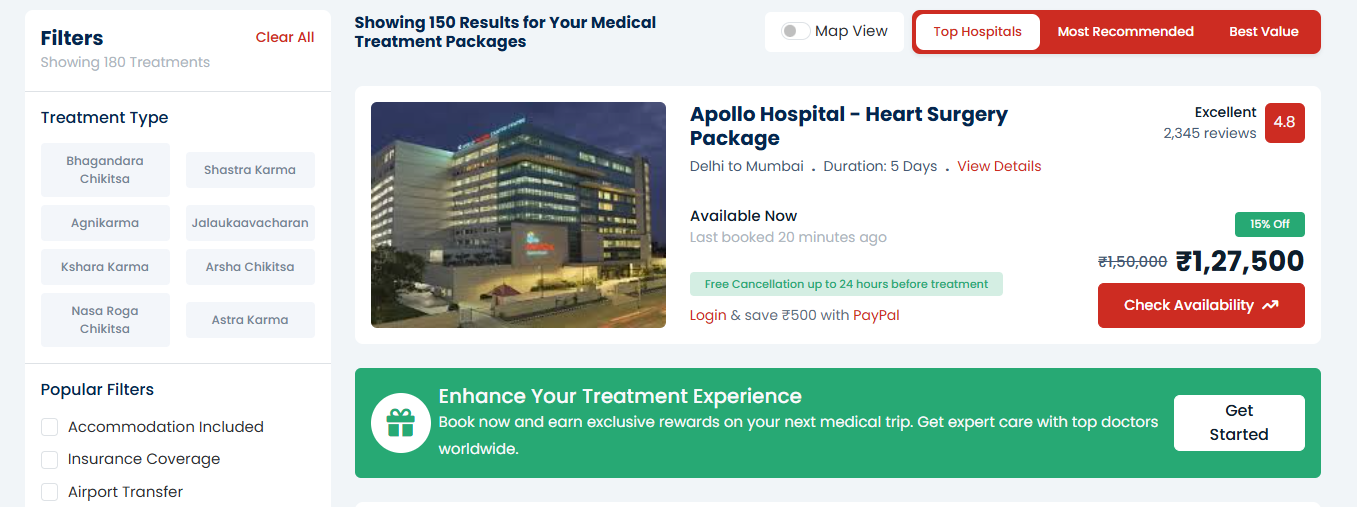 Filters
Clear All
Showing 180 Treatments
Treatment Type
Bhagandara
Chikitsa
Shastra Karma
Agnikarma
Jalaukaavacharan
Kshara Karma
Arsha Chikitsa
Nasa Roga
Chikitsa
Astra Karma
Popular Filters
Accommodation Included
Insurance Coverage
Airport Transfer
Showing 150 Results for Your Medical
Treatment Packages
Map View
Top Hospitals
Most Recommended
Best Value
Apollo Hospital - Heart Surgery
Package
Delhi to Mumbai . Duration: 5 Days . View Details
Excellent
2,345 reviews
4.8
Available Now
Last booked 20 minutes ago
Free Cancellation up to 24 hours before treatment
Login & save ₹500 with PayPal
15% Off
₹1,50,000 ₹1,27,500
Check Availability
Enhance Your Treatment Experience
Book now and earn exclusive rewards on your next medical trip. Get expert care with top doctors
worldwide.
Get
Started